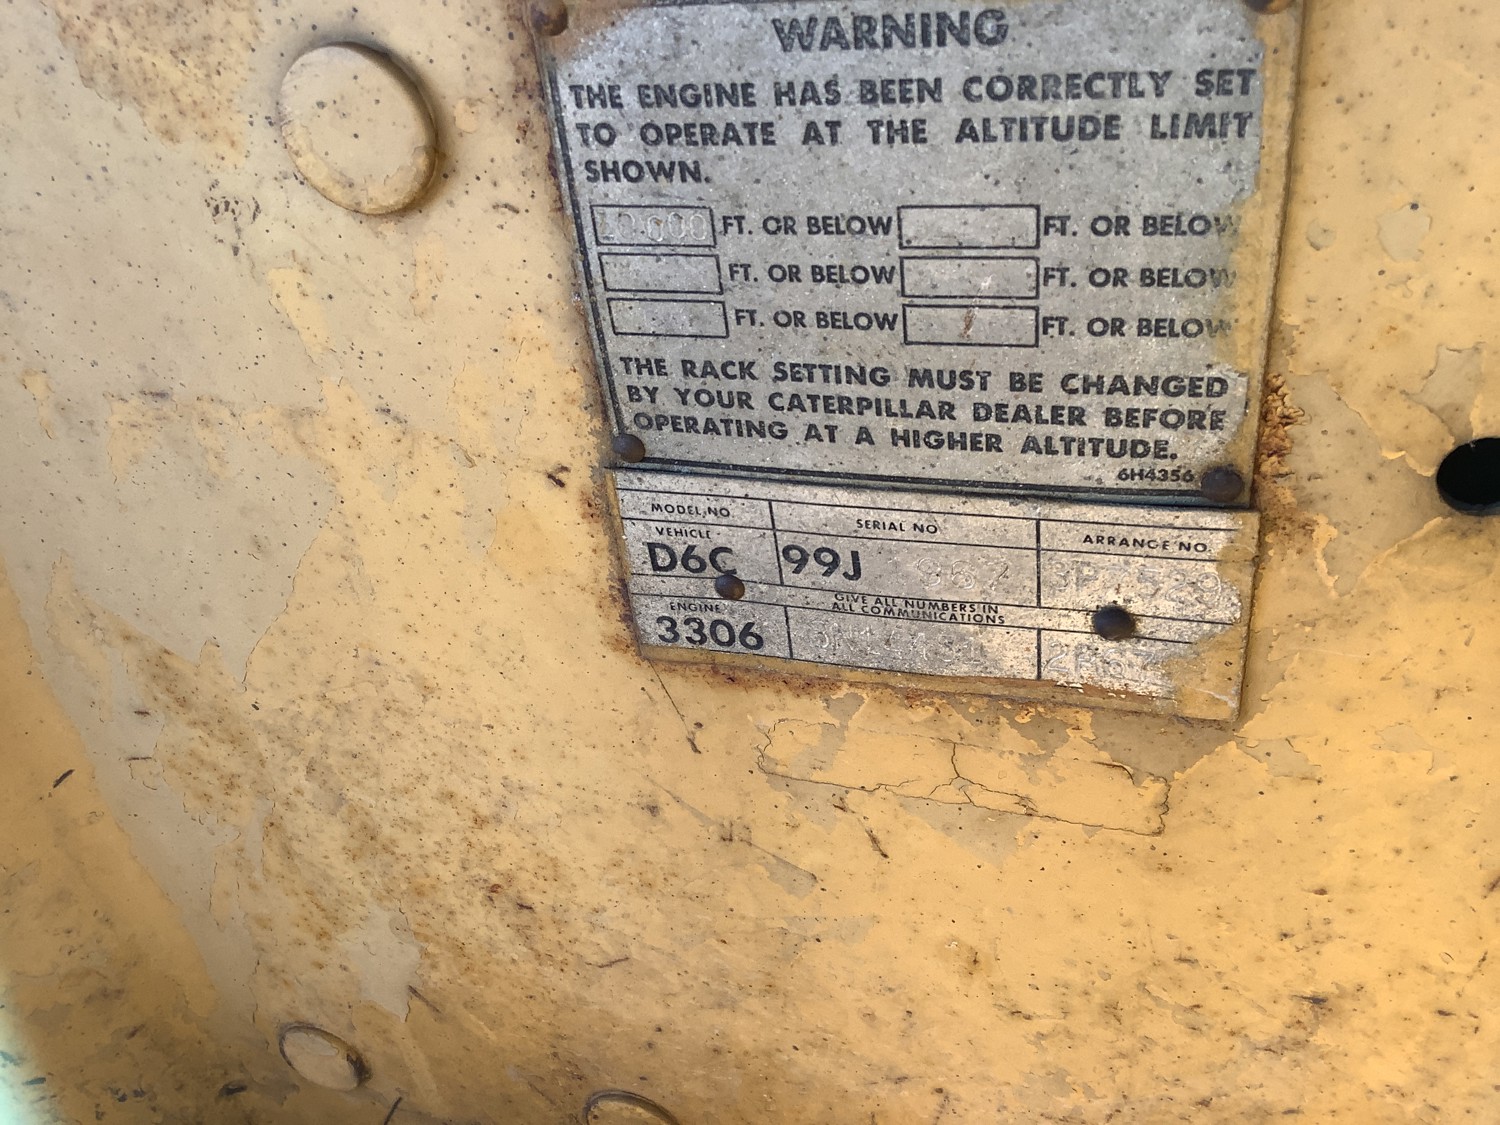 WARNING
THE ENGINE HAS BEEN CORRECTLY SET
TO OPERATE AT THE ALTITUDE LIMIT
SHOWN.
FT. OR BELOW FT. OR BELOW
FT. OR BELOW FT. OR BELOW
FT. OR BELOW FT. OR BELOW
THE RACK SETTING MUST BE CHANGED
BY YOUR CATERPILLAR DEALER BEFORE
OPERATING AT A HIGHER ALTITUDE.
6H4356
MODEL NO SERIAL NO ARRANGE NO.
VEHICLE
D6C 99J 967
GIVE ALL NUMBERS IN
ALL COMMUNICATIONS
ENGINE
3306